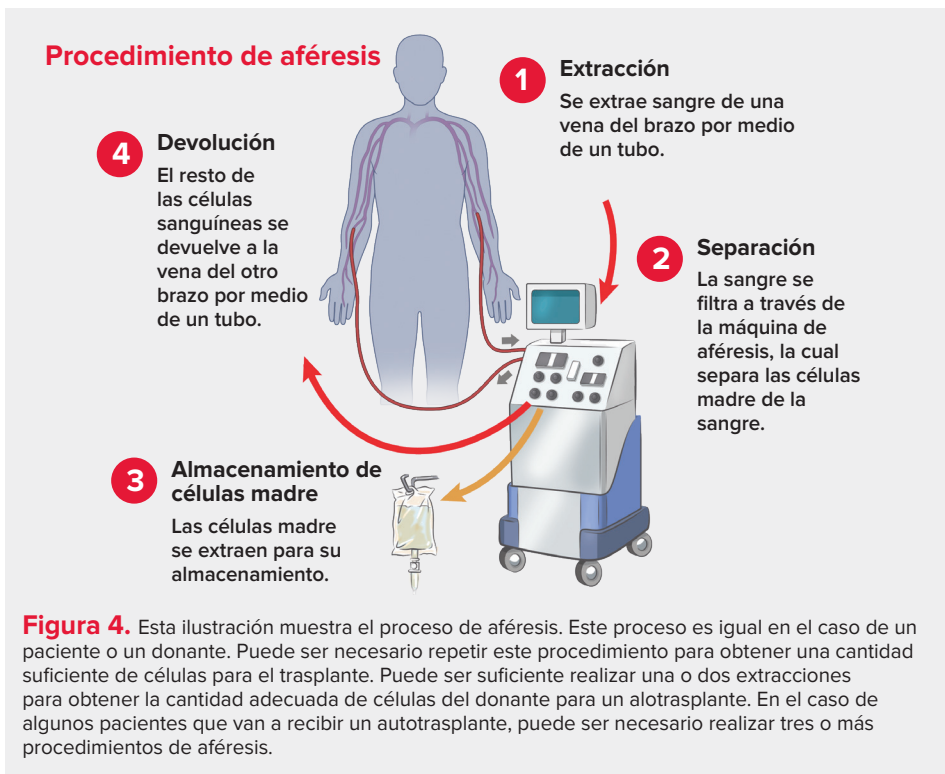 Procedimiento de aféresis
1
Extracción
Se extrae sangre de una
vena del brazo por medio
de un tubo.
2
Separación
La sangre se
filtra a través de
la máquina de
aféresis, la cual
separa las células
madre de la
sangre.
3
Almacenamiento de
células madre
Las células madre
se extraen para su
almacenamiento.
4
Devolución
El resto de
las células
sanguíneas se
devuelve a la
vena del otro
brazo por medio
de un tubo.
Figura 4. Esta ilustración muestra el proceso de aféresis. Este proceso es igual en el caso de un
paciente o un donante. Puede ser necesario repetir este procedimiento para obtener una cantidad
suficiente de células para el trasplante. Puede ser suficiente realizar una o dos extracciones
para obtener la cantidad adecuada de células del donante para un alotrasplante. En el caso de
algunos pacientes que van a recibir un autotrasplante, puede ser necesario realizar tres o más
procedimientos de aféresis.